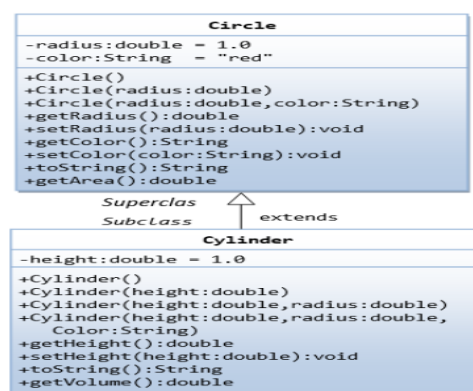 Circle
-radius:double = 1.0
-color:String = "red"
+Circle()
+Circle(radius:double)
+Circle(radius:double,color:String)
+getRadius():double
+setRadius(radius:double):void
+getColor():String
+setColor(color:String):void
+toString():String
+getArea():double
Superclas
Subclass
extends
Cylinder
-height:double = 1.0
+Cylinder()
+Cylinder(height:double)
+Cylinder(height:double,radius:double)
+Cylinder(height:double,radius:double,
Color:String)
+getHeight():double
+setHeight(height:double):void
+toString():String
+getVolume():double